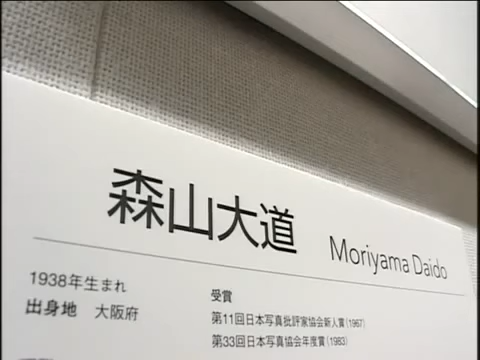 森山大道 Moriyama Daido
1938年生まれ
出身地 大阪府
受賞
第11回日本写真批評家協会新人賞(1967)
第33回日本写真協会年度賞(1983)